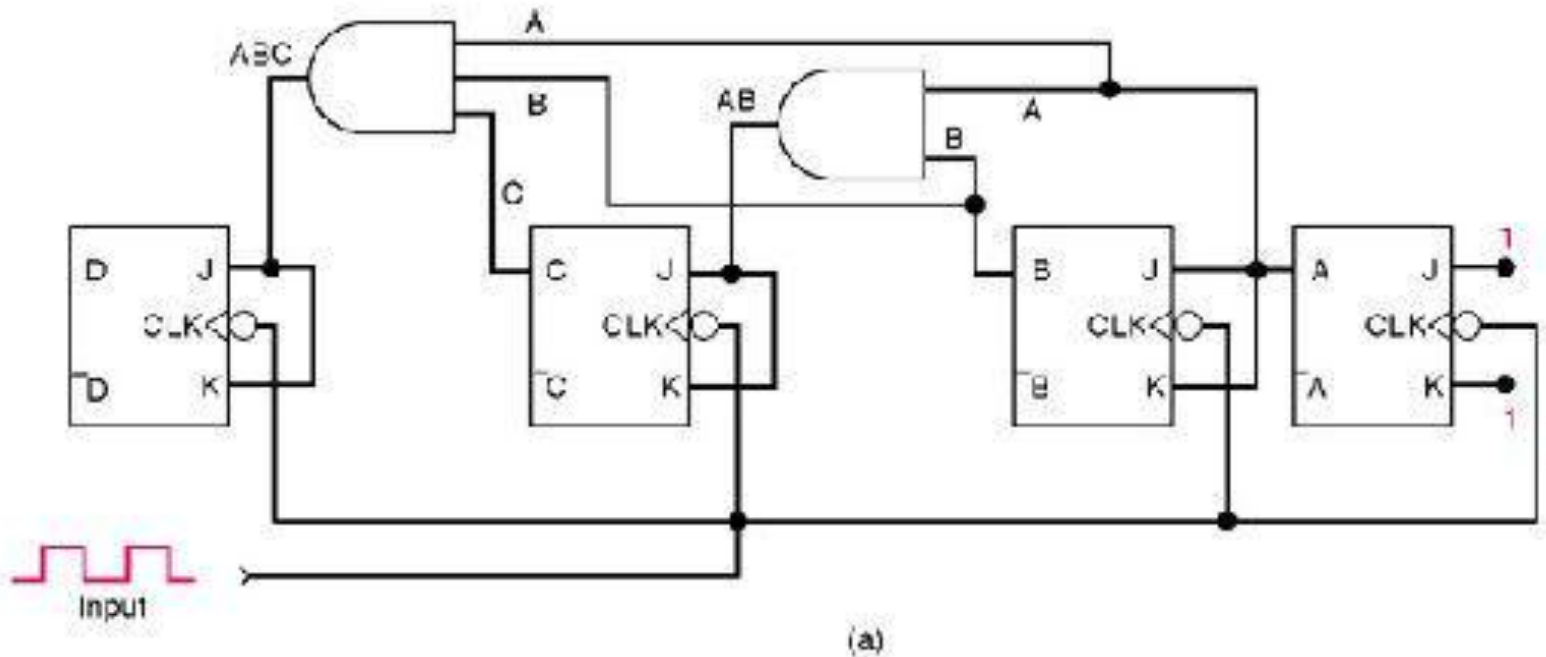 A
ABC
B
AB
A
B
C
D J
CLK
D̅ K
C J
CLK
C̅ K
B J
CLK
B̅ K
A J
CLK
A̅ K
1
1
Input
(a)